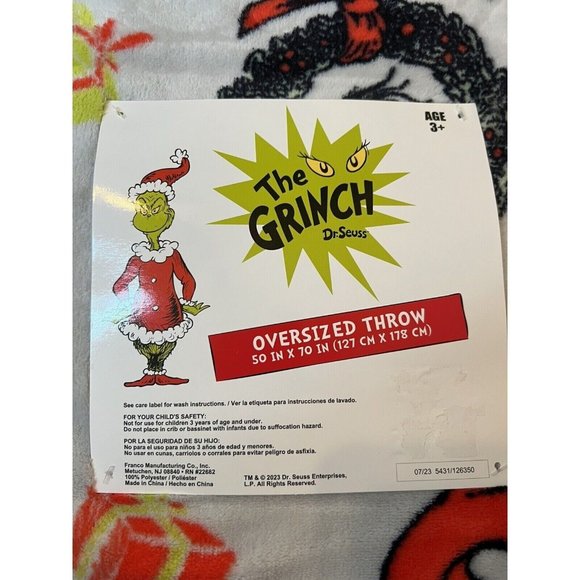 AGE
3+
The
GRINCH
Dr. Seuss
OVERSIZED THROW
50 IN X 70 IN (127 CM X 178 CM)
See care label for wash instructions. / Ver la etiqueta para instrucciones de lavado.
FOR YOUR CHILD'S SAFETY:
Not for use for children 3 years of age and under.
Do not place in crib or bassinet with infants due to suffocation hazard.
POR LA SEGURIDAD DE SU HIJO:
No para el uso para niños 3 años de edad y menores.
No usar en cunas, carriolos o corrales para evitar peligro de asfixia.
Franco Manufacturing Co., Inc.
Metuchen, NJ 08840 • RN #22682
100% Polyester / Poliéster
Made in China / Hecho en China
TM & © 2023 Dr. Seuss Enterprises,
L.P. All Rights Reserved.
07/23 5431/126350